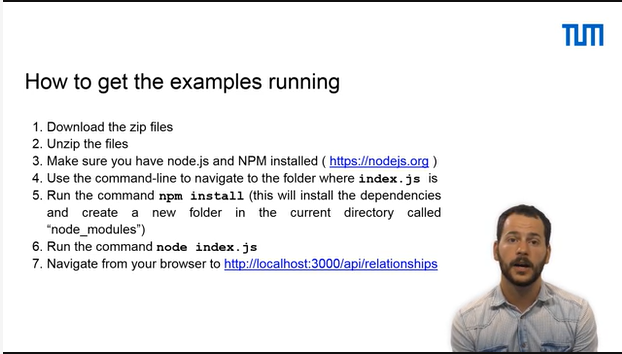 TUM
How to get the examples running
1. Download the zip files
2. Unzip the files
3. Make sure you have node.js and NPM installed ( https://nodejs.org )
4. Use the command-line to navigate to the folder where index.js is
5. Run the command npm install (this will install the dependencies
and create a new folder in the current directory called
“node_modules”)
6. Run the command node index.js
7. Navigate from your browser to http://localhost:3000/api/relationships